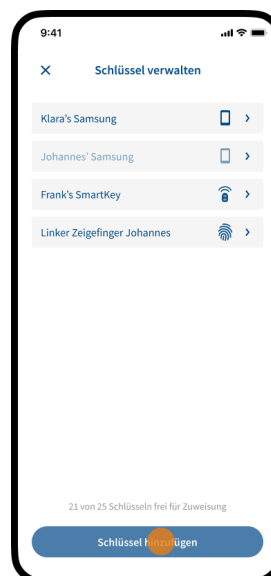 9:41
Schlüssel verwalten
Klara's Samsung
Johannes' Samsung
Frank's SmartKey
Linker Zeigefinger Johannes
21 von 25 Schlüsseln frei für Zuweisung
Schlüssel hinzufügen